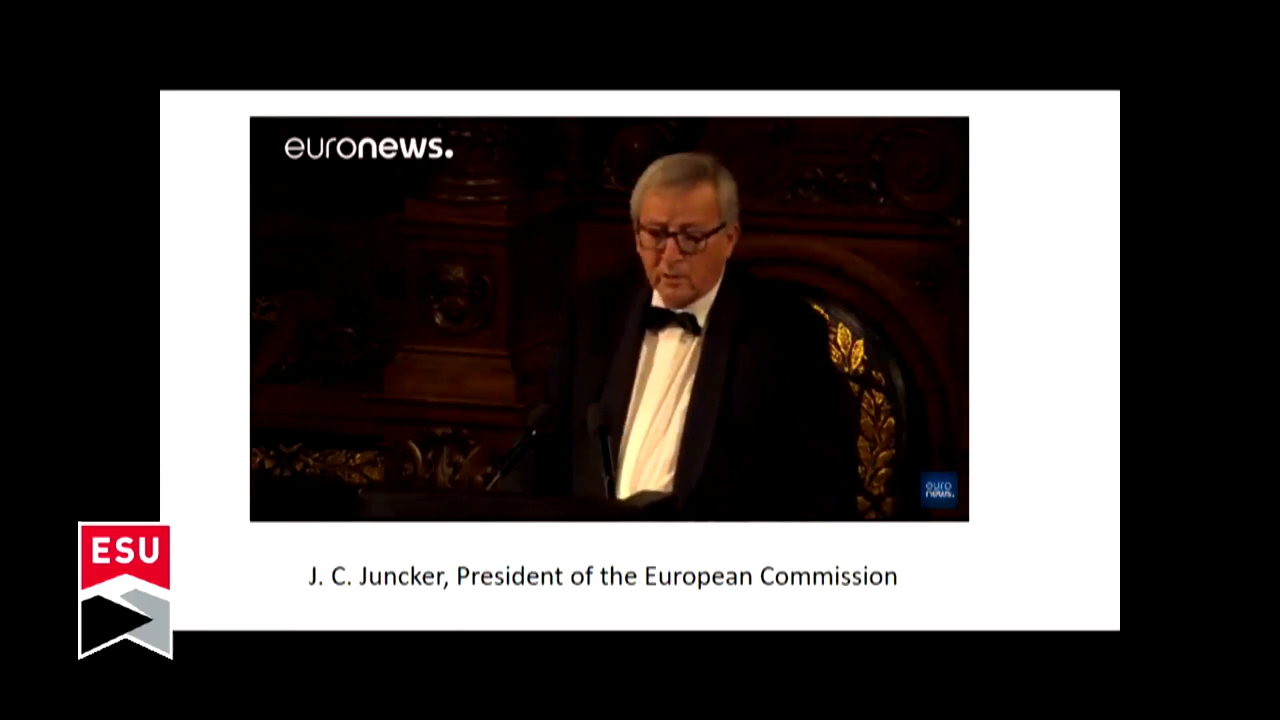 euronews.
euro
news.
ESU
J. C. Juncker, President of the European Commission